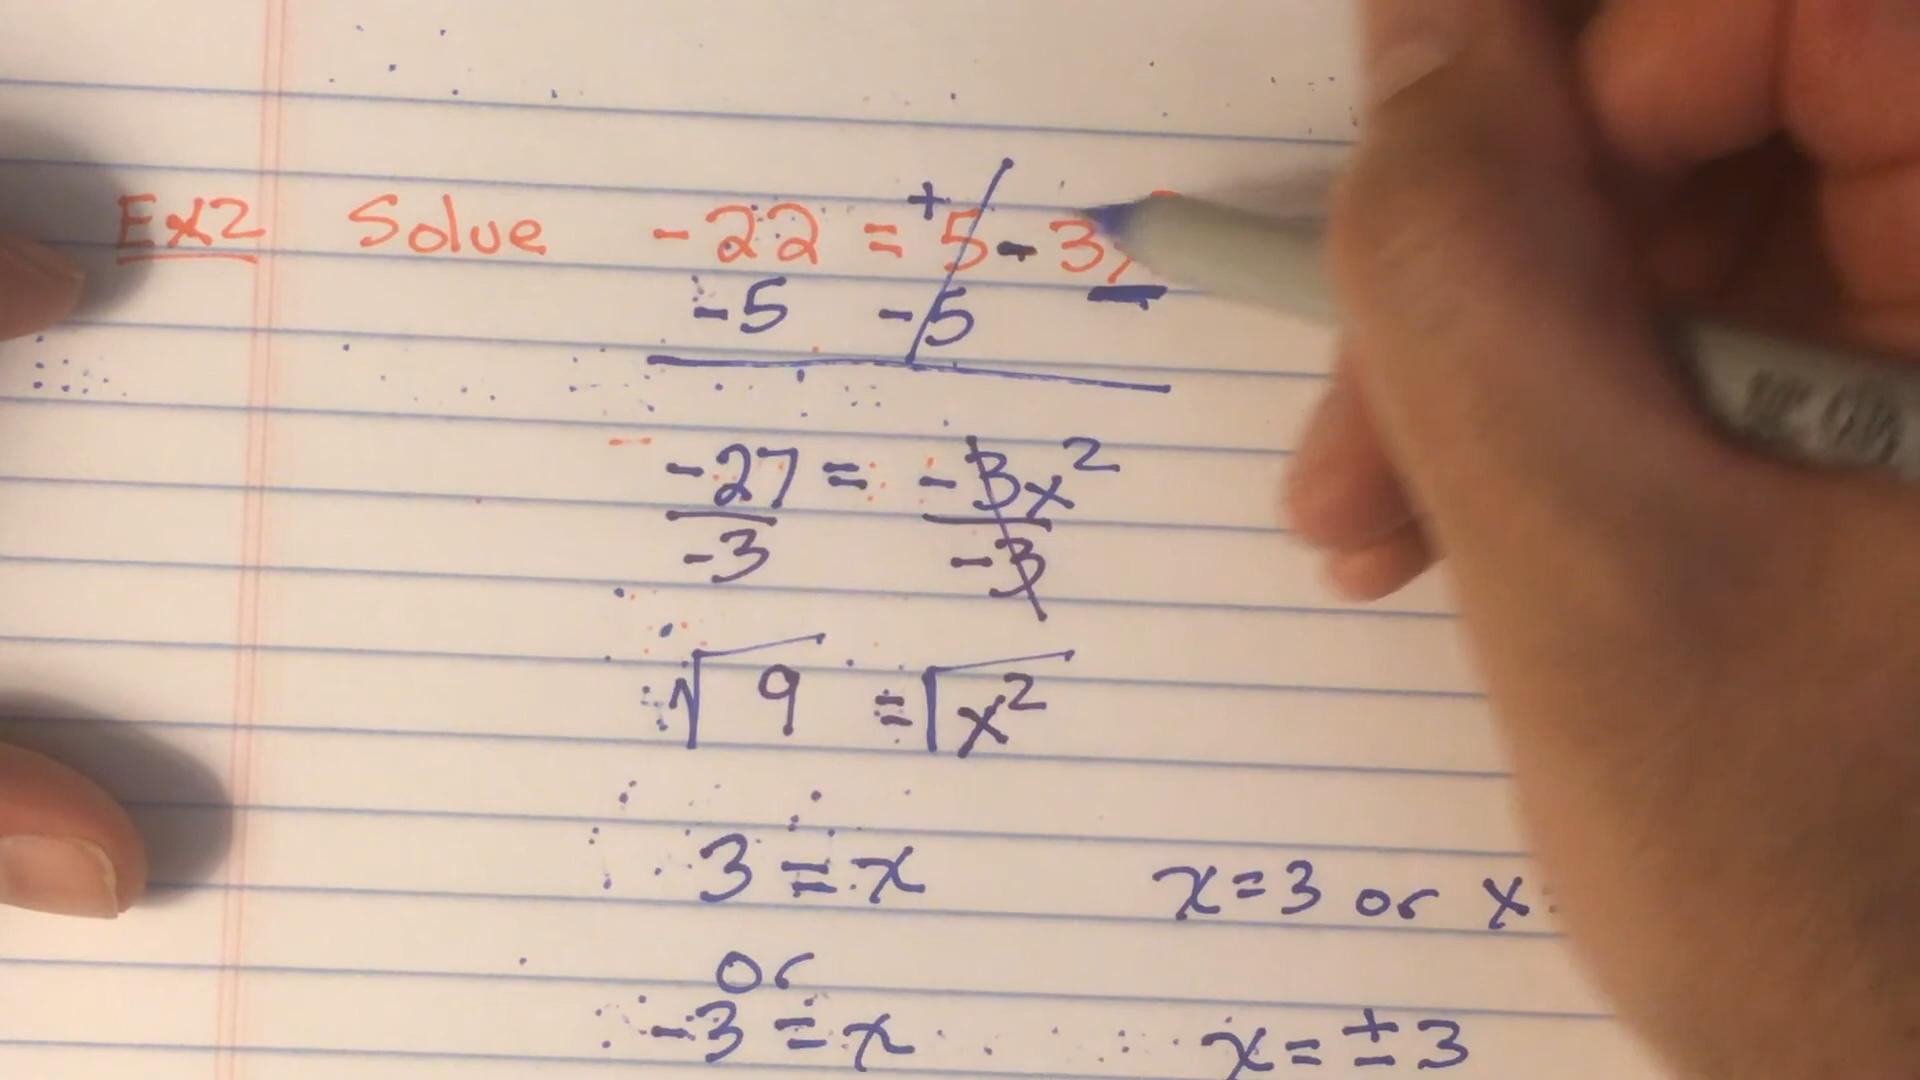 Ex2 Solve -22 = +5 - 3
-5 -5
-27 = -3x²
-3 -3
√9 = √x²
3 = x x=3 or x
or
-3 = x x = ±3